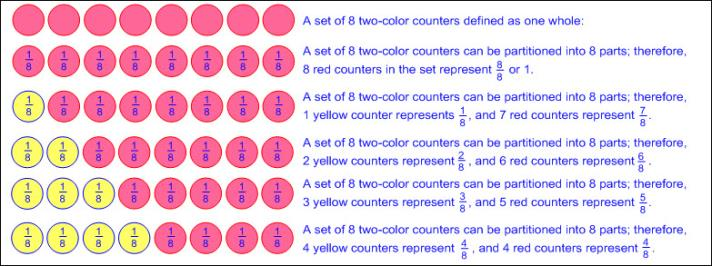 A set of 8 two-color counters defined as one whole:
1/8 1/8 1/8 1/8 1/8 1/8 1/8 1/8
A set of 8 two-color counters can be partitioned into 8 parts; therefore,
8 red counters in the set represent 8/8 or 1.
1/8 1/8 1/8 1/8 1/8 1/8 1/8 1/8
A set of 8 two-color counters can be partitioned into 8 parts; therefore,
1 yellow counter represents 1/8, and 7 red counters represent 7/8.
1/8 1/8 1/8 1/8 1/8 1/8 1/8 1/8
A set of 8 two-color counters can be partitioned into 8 parts; therefore,
2 yellow counters represent 2/8, and 6 red counters represent 6/8.
1/8 1/8 1/8 1/8 1/8 1/8 1/8 1/8
A set of 8 two-color counters can be partitioned into 8 parts; therefore,
3 yellow counters represent 3/8, and 5 red counters represent 5/8.
1/8 1/8 1/8 1/8 1/8 1/8 1/8 1/8
A set of 8 two-color counters can be partitioned into 8 parts; therefore,
4 yellow counters represent 4/8, and 4 red counters represent 4/8.